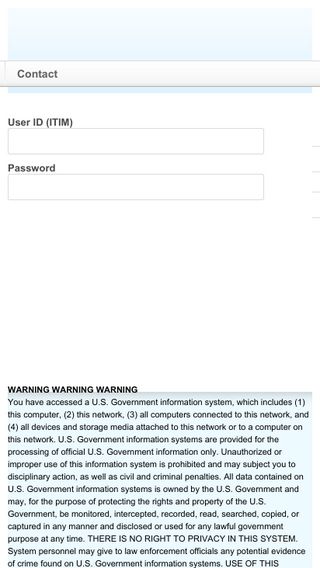 Contact
User ID (ITIM)
Password
WARNING WARNING WARNING
You have accessed a U.S. Government information system, which includes (1)
this computer, (2) this network, (3) all computers connected to this network, and
(4) all devices and storage media attached to this network or to a computer on
this network. U.S. Government information systems are provided for the
processing of official U.S. Government information only. Unauthorized or
improper use of this information system is prohibited and may subject you to
disciplinary action, as well as civil and criminal penalties. All data contained on
U.S. Government information systems is owned by the U.S. Government and
may, for the purpose of protecting the rights and property of the U.S.
Government, be monitored, intercepted, recorded, read, searched, copied, or
captured in any manner and disclosed or used for any lawful government
purpose at any time. THERE IS NO RIGHT TO PRIVACY IN THIS SYSTEM.
System personnel may give to law enforcement officials any potential evidence
of crime found on U.S. Government information systems. USE OF THIS